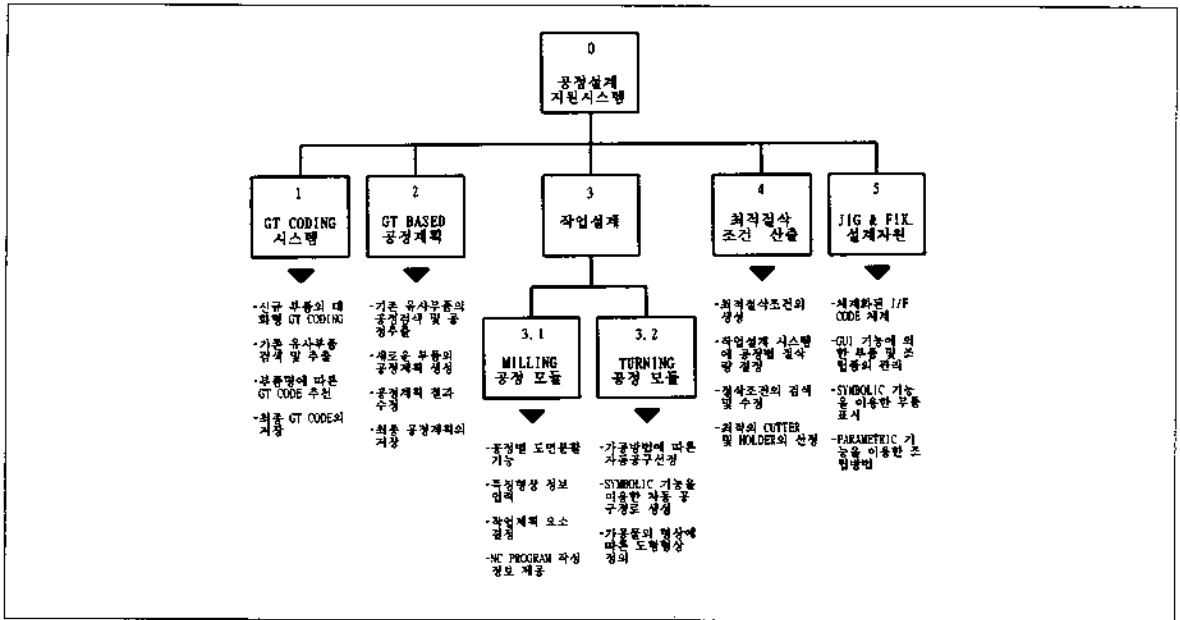 0
공정설계
지원시스템
1
GT CODING
시스템
2
GT BASED
공정계획
3
작업설계
4
최적절삭
조건 산출
5
JIG & FIX.
설계지원
-신규 부품의 대
화형 GT CODING
-기존 유사부품
검색 및 추출
-부품명에 따른
GT CODE 추천
-최종 GT CODE의
저장
-기존 유사부품의
공정검색 및 공
정추출
-새로운 부품의
공정계획 생성
-공정계획 결과
수정
-최종 공정계획의
저장
3.1
MILLING
공정 모듈
-공정별 도면분할
기능
-특징형상 정보
입력
-작업계획 요소
결정
-NC PROGRAM 작성
정보 제공
3.2
TURNING
공정 모듈
-가공방법에 따른
자동공구선정
-SYMBOLIC 기능을
이용한 자동 공
구경로 생성
-가공물의 형상에
따른 도형형상
정의
-최적절삭조건의
생성
-작업설계 시스템
에 공정별 절삭
량 결정
-절삭조건의 검색
및 수정
-최적의 CUTTER
및 HOLDER의 선정
-체계화된 J/F
CODE 체계
-GUI 기능에 의
한 부품 및 조
립품의 관리
-SYMBOLIC 기능
을 이용한 부품
표시
-PARAMETRIC 기
능을 이용한 조
립방법